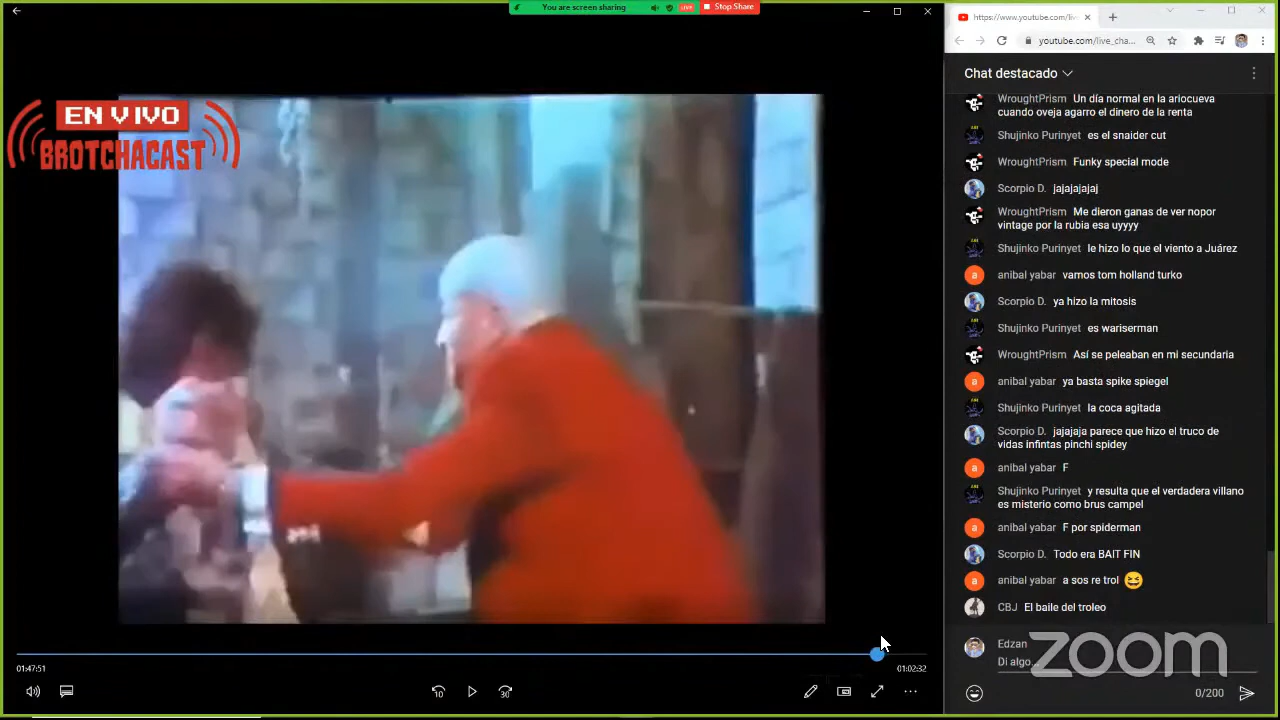 You are screen sharing
LIVE
Stop Share
EN VIVO
BROTCHACAST
01:47:51
01:02:32
10
30
https://www.youtube.com/liv
youtube.com/live_cha...
Chat destacado
WroughtPrism Un día normal en la ariocueva
cuando oveja agarro el dinero de la renta
Shujinko Purinyet es el snaider cut
WroughtPrism Funky special mode
Scorpio D. jajajajajaj
WroughtPrism Me dieron ganas de ver nopor
vintage por la rubia esa uyyyy
Shujinko Purinyet le hizo lo que el viento a Juárez
anibal yabar vamos tom holland turko
Scorpio D. ya hizo la mitosis
Shujinko Purinyet es wariserman
WroughtPrism Así se peleaban en mi secundaria
anibal yabar ya basta spike spiegel
Shujinko Purinyet la coca agitada
Scorpio D. jajajaja parece que hizo el truco de
vidas infintas pinchi spidey
anibal yabar F
Shujinko Purinyet y resulta que el verdadera villano
es misterio como brus campel
anibal yabar F por spiderman
Scorpio D. Todo era BAIT FIN
anibal yabar a sos re trol
CBJ El baile del troleo
Edzan
Di algo...
zoom
0/200